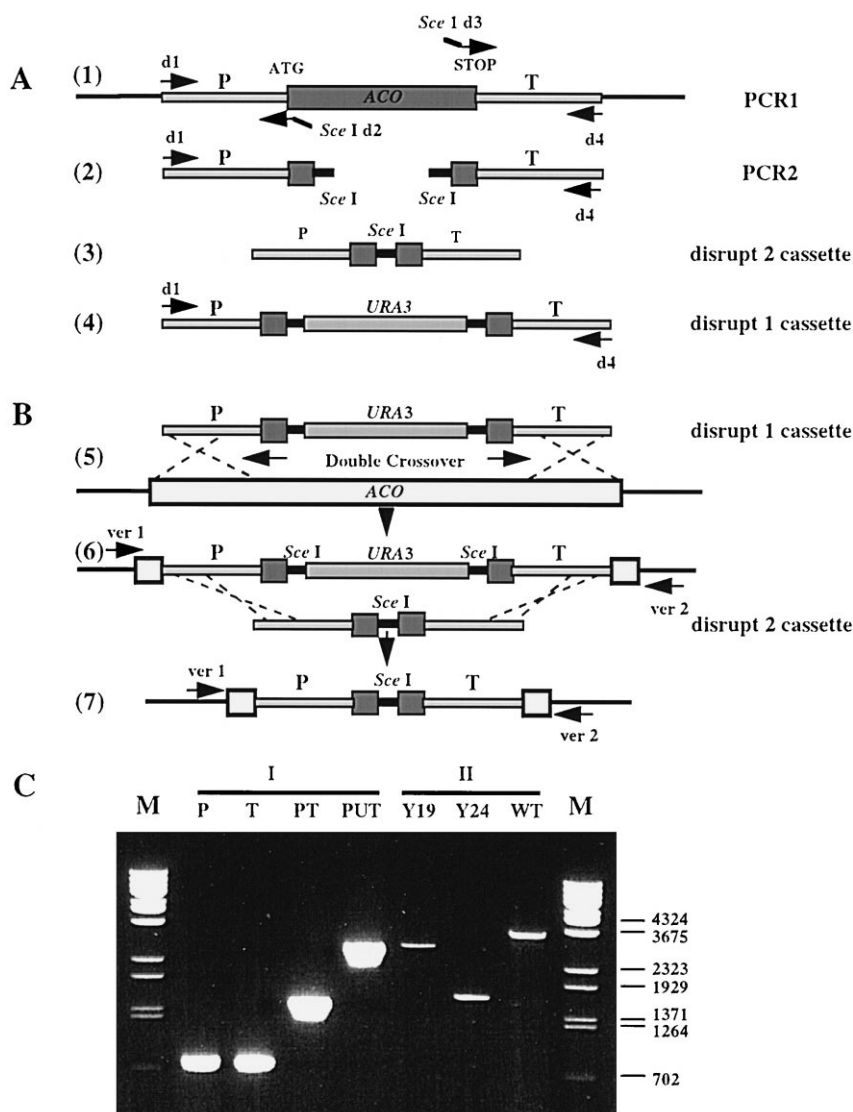 Sce 1 d3
A
(1)
d1
P
ATG
ACO
STOP
T
PCR1
Sce I d2
d4
(2)
d1
P
T
PCR2
Sce I
Sce I
d4
(3)
P
Sce I
T
disrupt 2 cassette
(4)
d1
P
URA3
T
disrupt 1 cassette
d4
B
P
URA3
T
disrupt 1 cassette
(5)
Double Crossover
ACO
(6)
ver 1
P
Sce I
URA3
Sce I
T
Sce I
ver 2
disrupt 2 cassette
(7)
ver 1
P
Sce I
T
ver 2
C
I
II
M
P
T
PT
PUT
Y19
Y24
WT
M
4324
3675
2323
1929
1371
1264
702